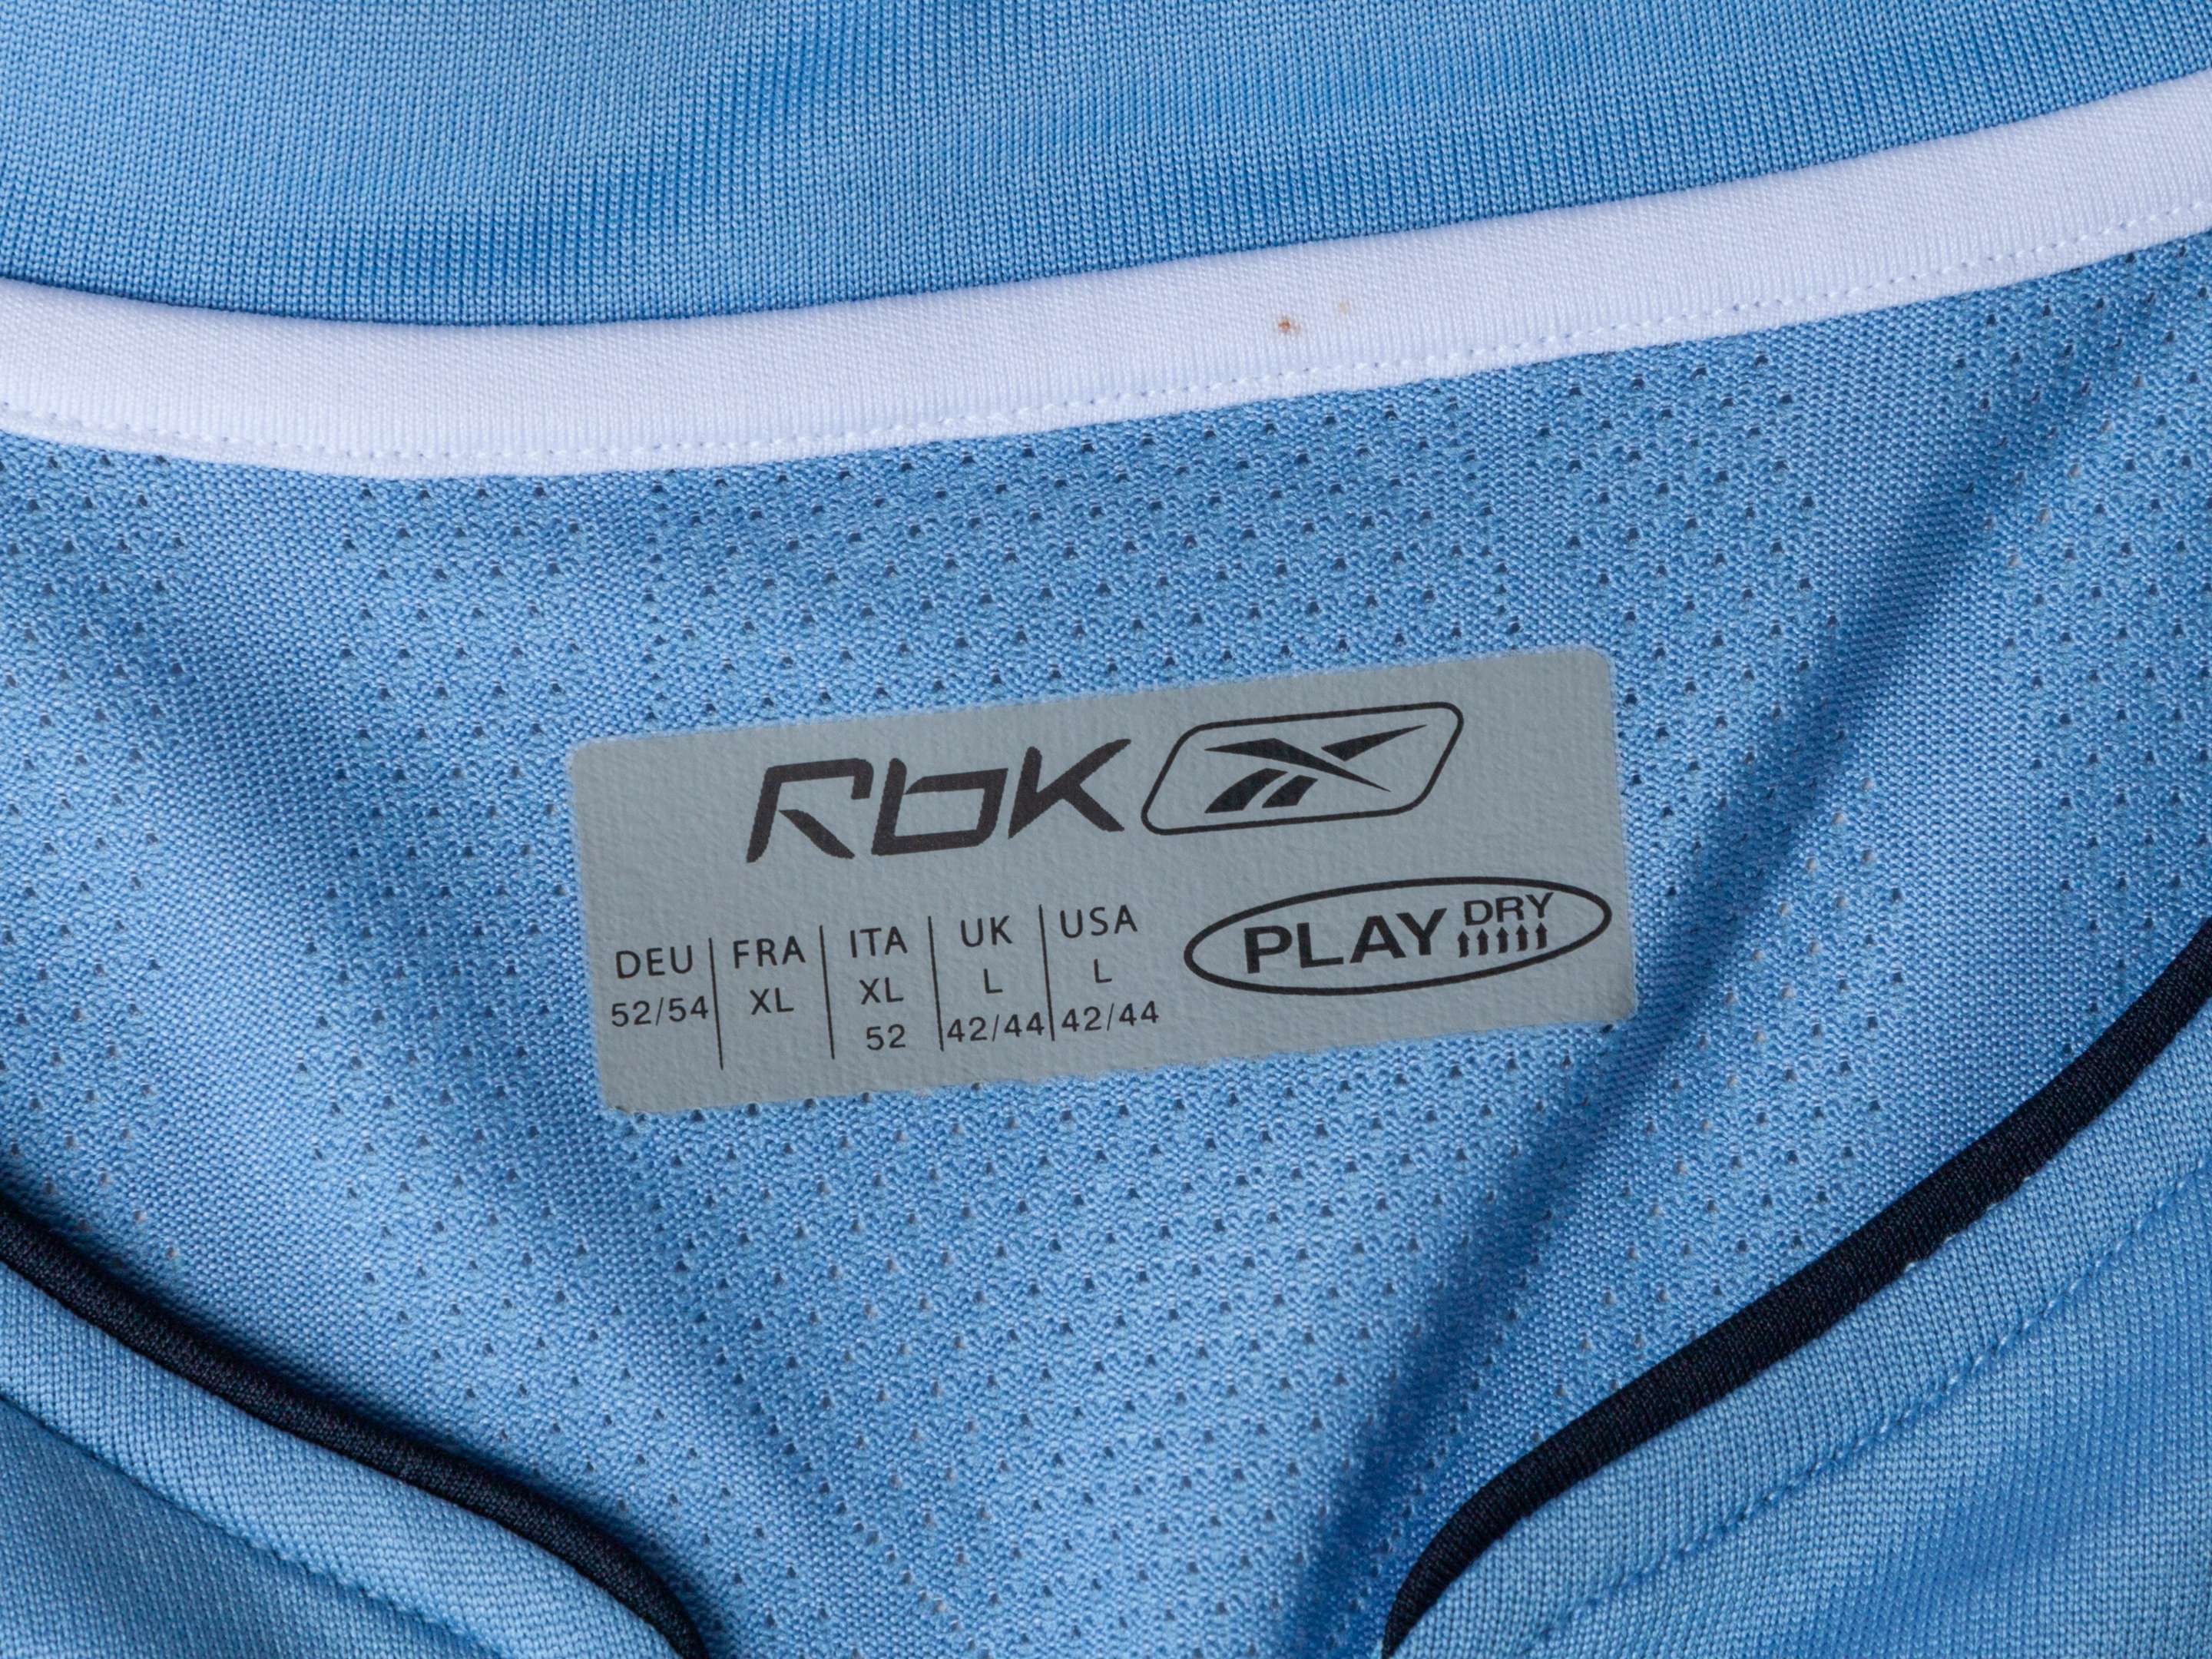 Rbk
DEU FRA ITA UK USA
52/54 XL XL L L
52 42/44 42/44
PLAY DRY